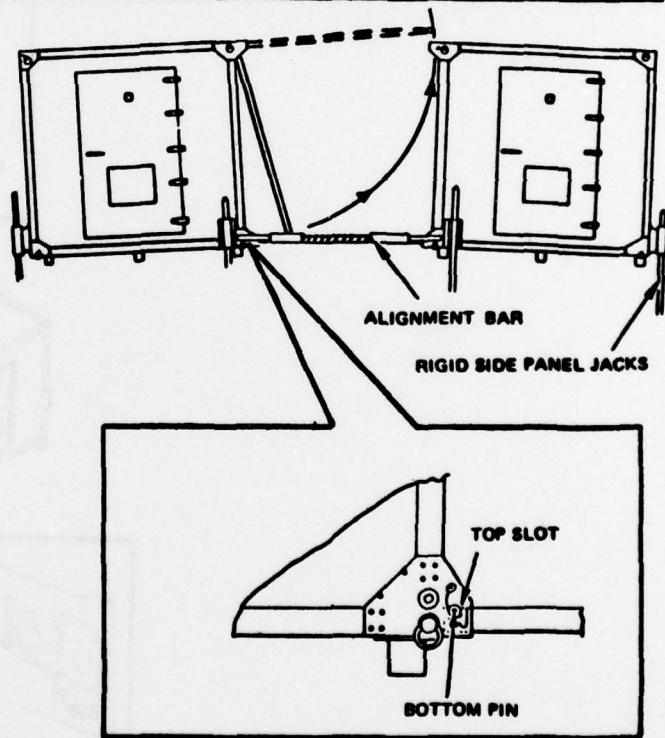 ALIGNMENT BAR
RIGID SIDE PANEL JACKS
TOP SLOT
BOTTOM PIN